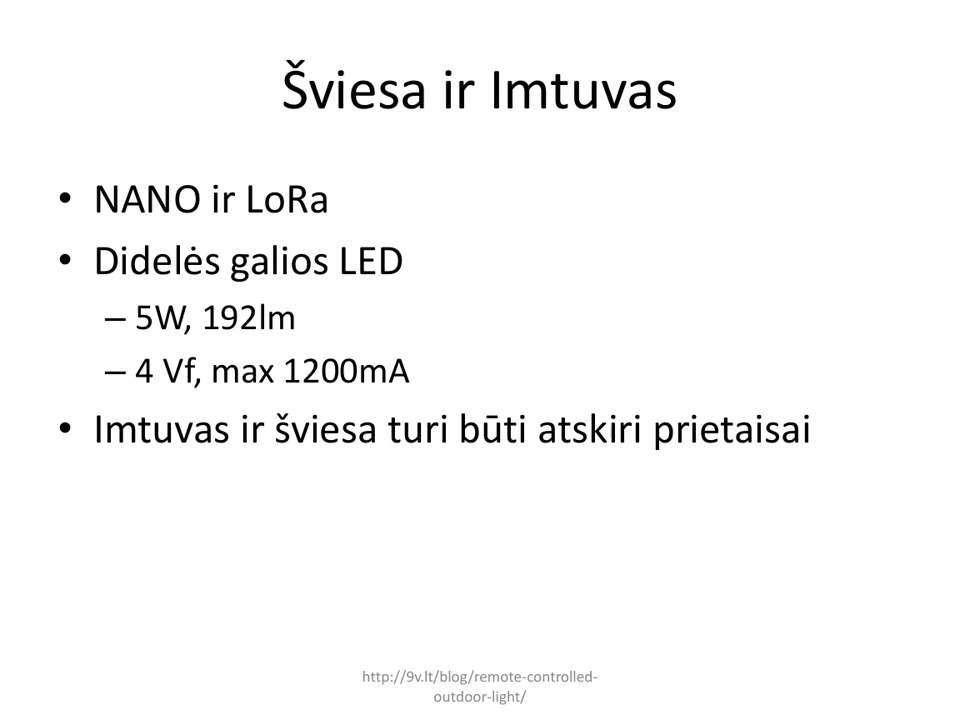 Šviesa ir Imtuvas
• NANO ir LoRa
• Didelės galios LED
– 5W, 192lm
– 4 Vf, max 1200mA
• Imtuvas ir šviesa turi būti atskiri prietaisai
http://9v.lt/blog/remote-controlled-
outdoor-light/